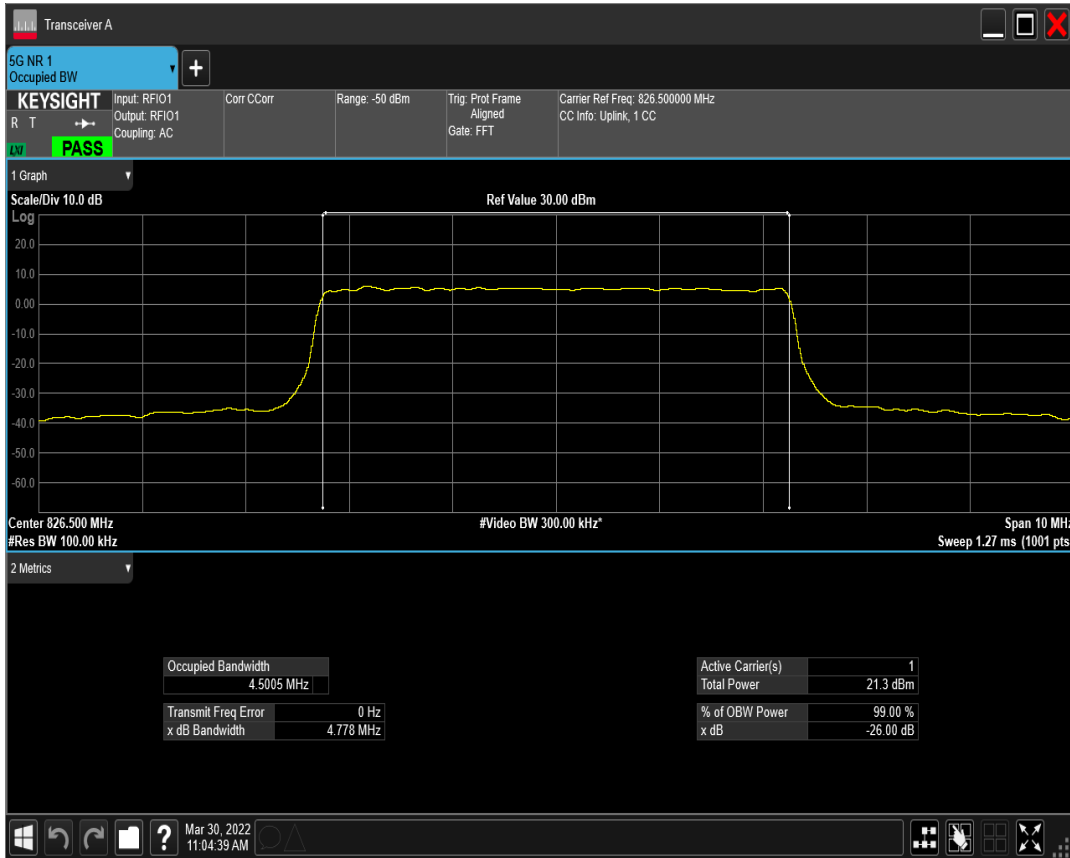 Transceiver A
5G NR 1
Occupied BW
+
KEYSIGHT
R T
LXI
PASS
Input: RFIO1
Output: RFIO1
Coupling: AC
Corr CCorr
Range: -50 dBm
Trig: Prot Frame
Aligned
Gate: FFT
Carrier Ref Freq: 826.500000 MHz
CC Info: Uplink, 1 CC
1 Graph
Scale/Div 10.0 dB
Ref Value 30.00 dBm
Log
20.0
10.0
0.00
-10.0
-20.0
-30.0
-40.0
-50.0
-60.0
Center 826.500 MHz
#Video BW 300.00 kHz*
Span 10 MHz
#Res BW 100.00 kHz
Sweep 1.27 ms (1001 pts
2 Metrics
Occupied Bandwidth
4.5005 MHz
Transmit Freq Error 0 Hz
x dB Bandwidth 4.778 MHz
Active Carrier(s) 1
Total Power 21.3 dBm
% of OBW Power 99.00 %
x dB -26.00 dB
?
Mar 30, 2022
11:04:39 AM